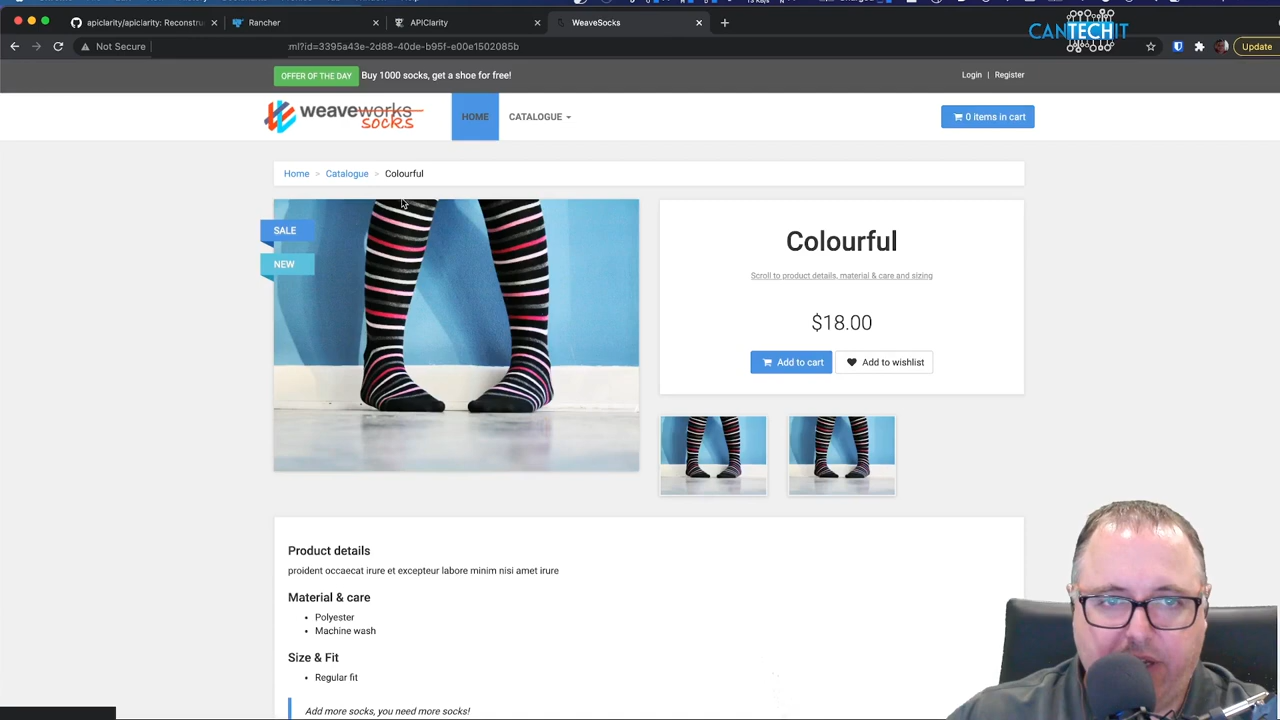 apiclarity/apiclarity: Reconstru
Rancher
APIClarity
WeaveSocks
CANTECHIT
Not Secure
ml?id=3395a43e-2d88-40de-b95f-e00e1502085b
Update
OFFER OF THE DAY Buy 1000 socks, get a shoe for free!
Login | Register
weaveworks
socks
HOME
CATALOGUE
0 items in cart
Home > Catalogue > Colourful
SALE
NEW
Colourful
Scroll to product details, material & care and sizing
$18.00
Add to cart
Add to wishlist
Product details
proident occaecat irure et excepteur labore minim nisi amet irure
Material & care
• Polyester
• Machine wash
Size & Fit
• Regular fit
Add more socks, you need more socks!